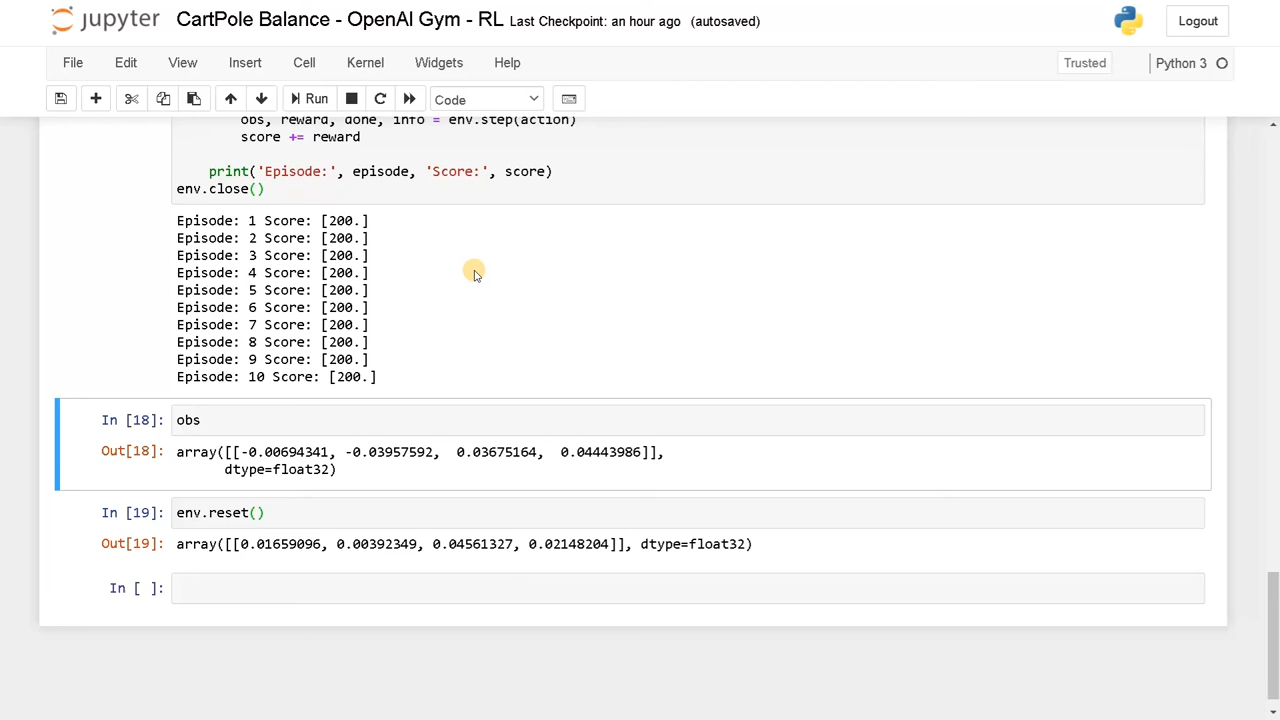 jupyter CartPole Balance - OpenAI Gym - RL Last Checkpoint: an hour ago (autosaved) Logout
File Edit View Insert Cell Kernel Widgets Help Trusted Python 3
Run Code
obs, reward, done, info = env.step(action)
score += reward
print('Episode:', episode, 'Score:', score)
env.close()
Episode: 1 Score: [200.]
Episode: 2 Score: [200.]
Episode: 3 Score: [200.]
Episode: 4 Score: [200.]
Episode: 5 Score: [200.]
Episode: 6 Score: [200.]
Episode: 7 Score: [200.]
Episode: 8 Score: [200.]
Episode: 9 Score: [200.]
Episode: 10 Score: [200.]
In [18]: obs
Out[18]: array([[-0.00694341, -0.03957592, 0.03675164, 0.04443986]],
dtype=float32)
In [19]: env.reset()
Out[19]: array([[0.01659096, 0.00392349, 0.04561327, 0.02148204]], dtype=float32)
In [ ]: